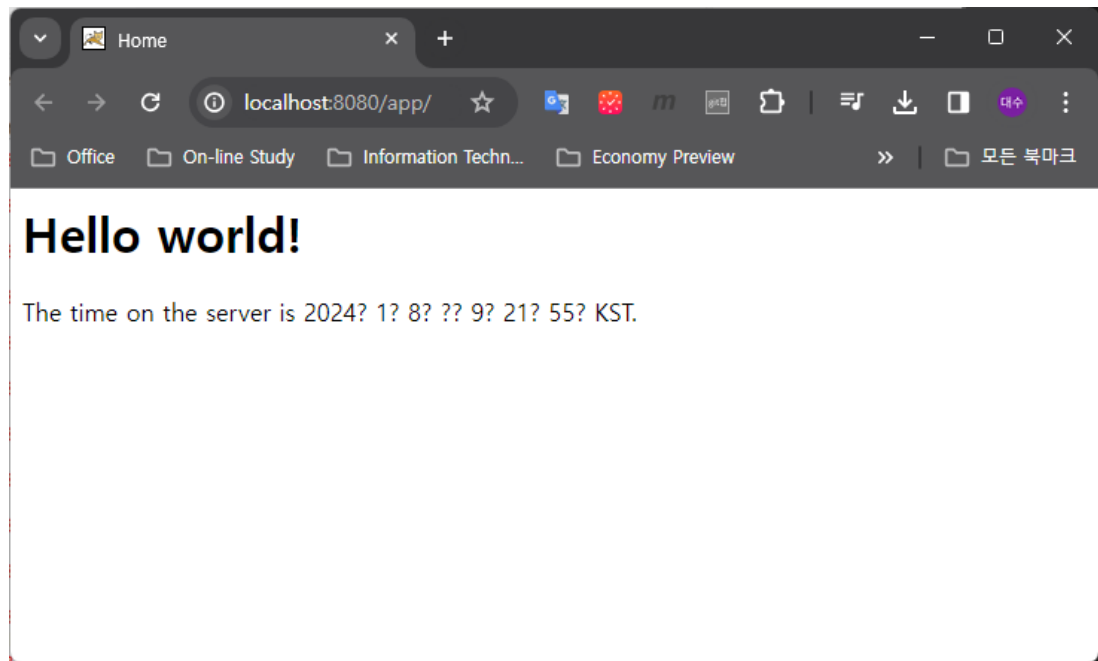 Home
localhost:8080/app/
대수
Office On-line Study Information Techn... Economy Preview » 모든 북마크
Hello world!
The time on the server is 2024? 1? 8? ?? 9? 21? 55? KST.